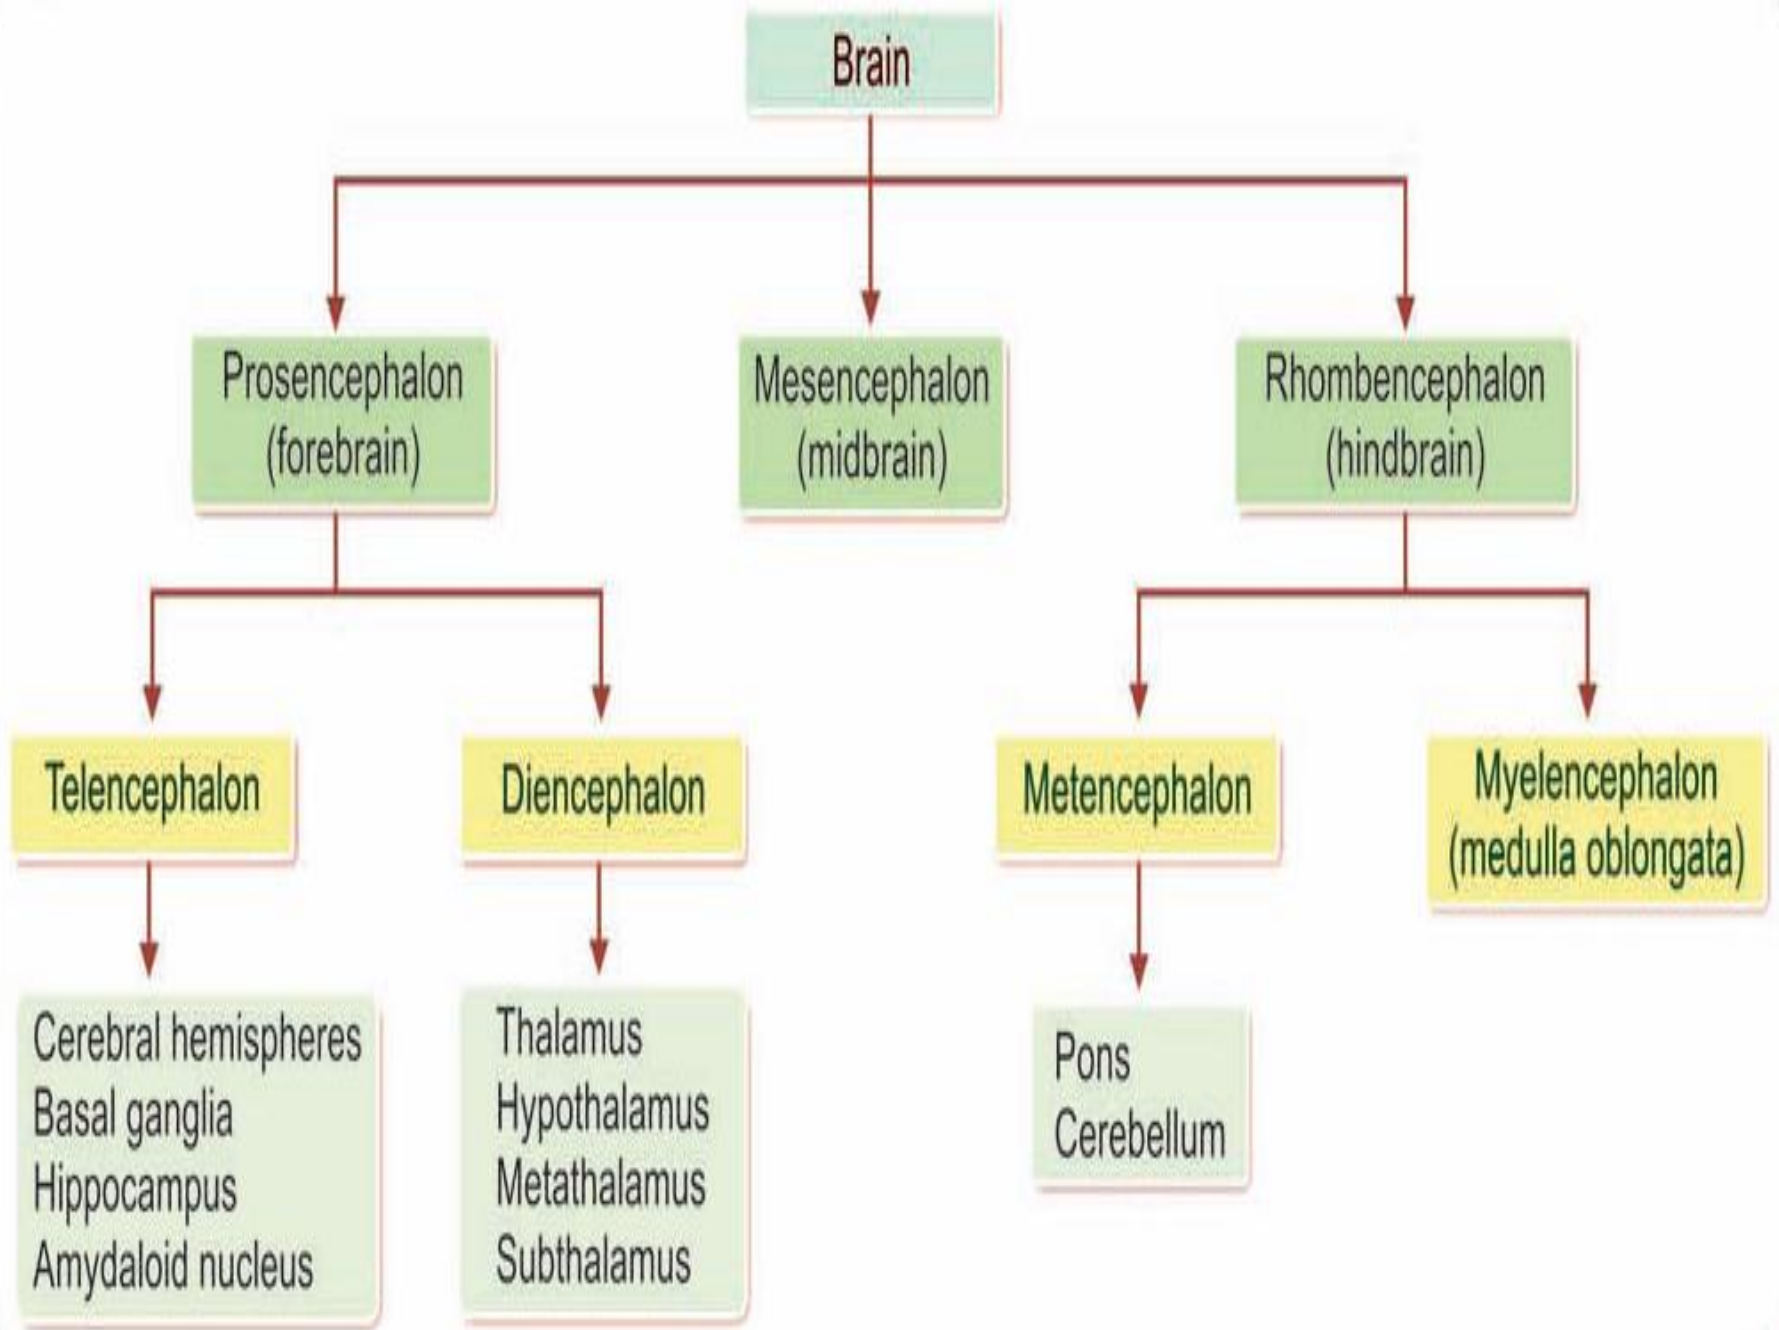 Brain
Prosencephalon
(forebrain)
Mesencephalon
(midbrain)
Rhombencephalon
(hindbrain)
Telencephalon
Diencephalon
Metencephalon
Myelencephalon
(medulla oblongata)
Cerebral hemispheres
Basal ganglia
Hippocampus
Amydaloid nucleus
Thalamus
Hypothalamus
Metathalamus
Subthalamus
Pons
Cerebellum